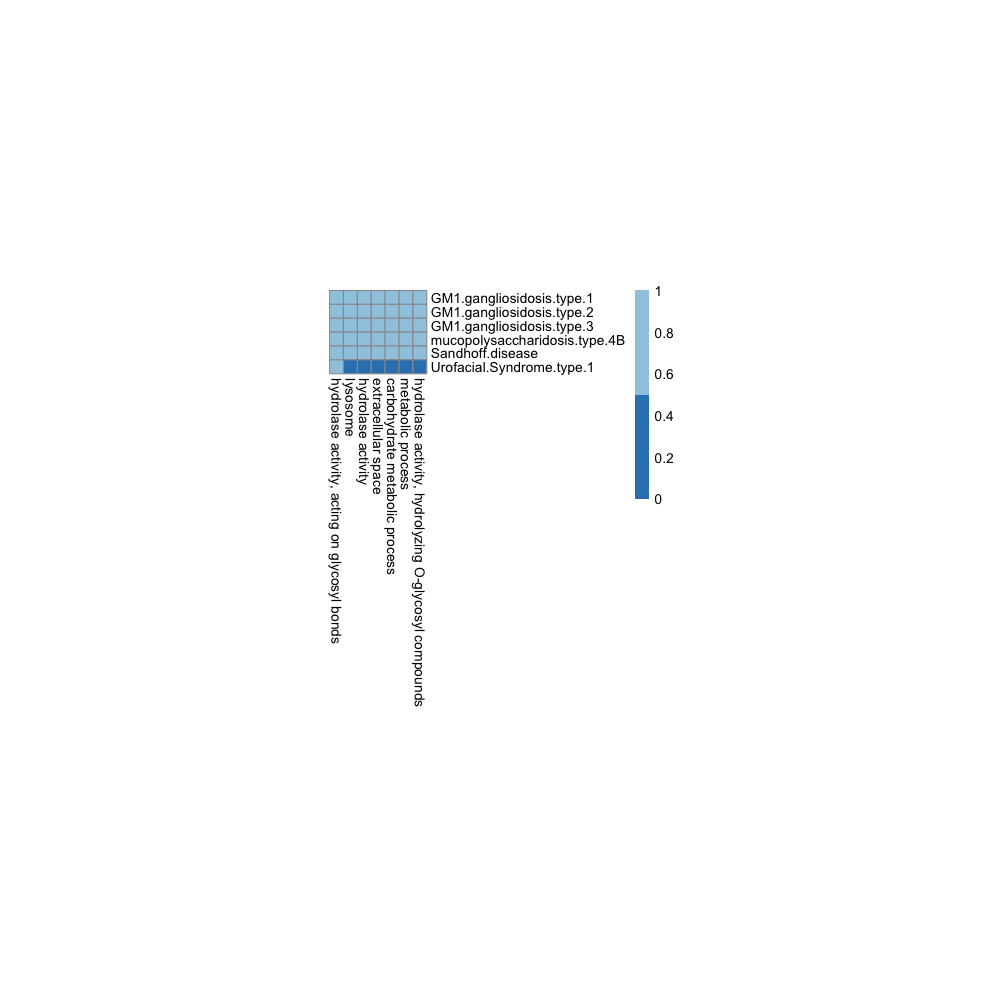 GM1.gangliosidosis.type.1
GM1.gangliosidosis.type.2
GM1.gangliosidosis.type.3
mucopolysaccharidosis.type.4B
Sandhoff.disease
Urofacial.Syndrome.type.1
hydrolase activity, acting on glycosyl bonds
lysosome
hydrolase activity
extracellular space
carbohydrate metabolic process
metabolic process
hydrolase activity, hydrolyzing O-glycosyl compounds
1
0.8
0.6
0.4
0.2
0